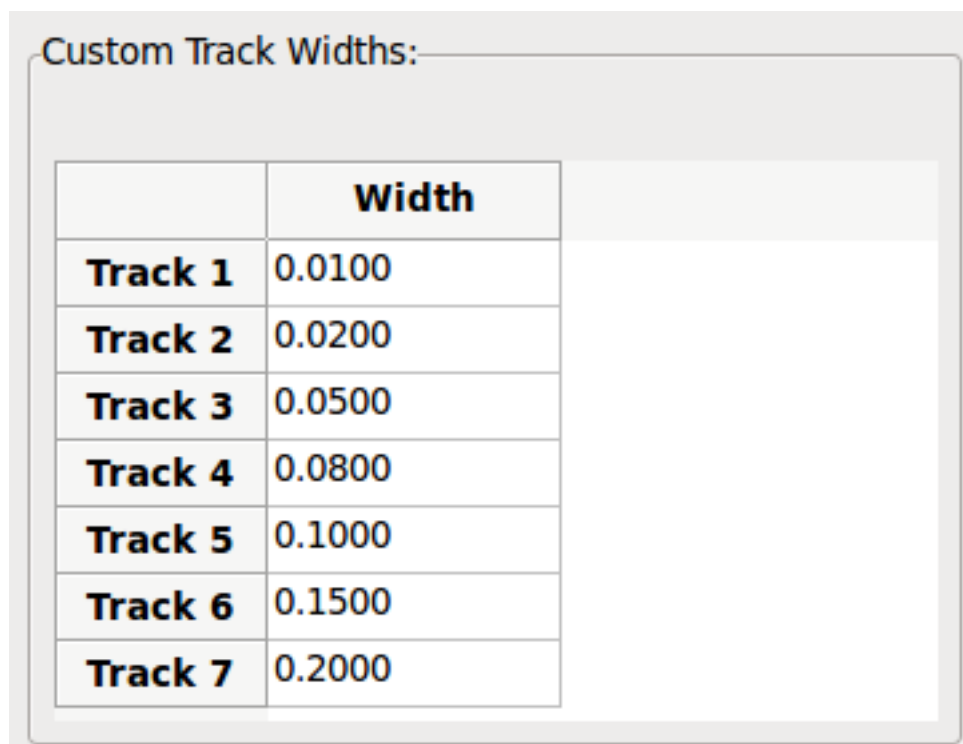 Custom Track Widths:
Width
Track 1 0.0100
Track 2 0.0200
Track 3 0.0500
Track 4 0.0800
Track 5 0.1000
Track 6 0.1500
Track 7 0.2000